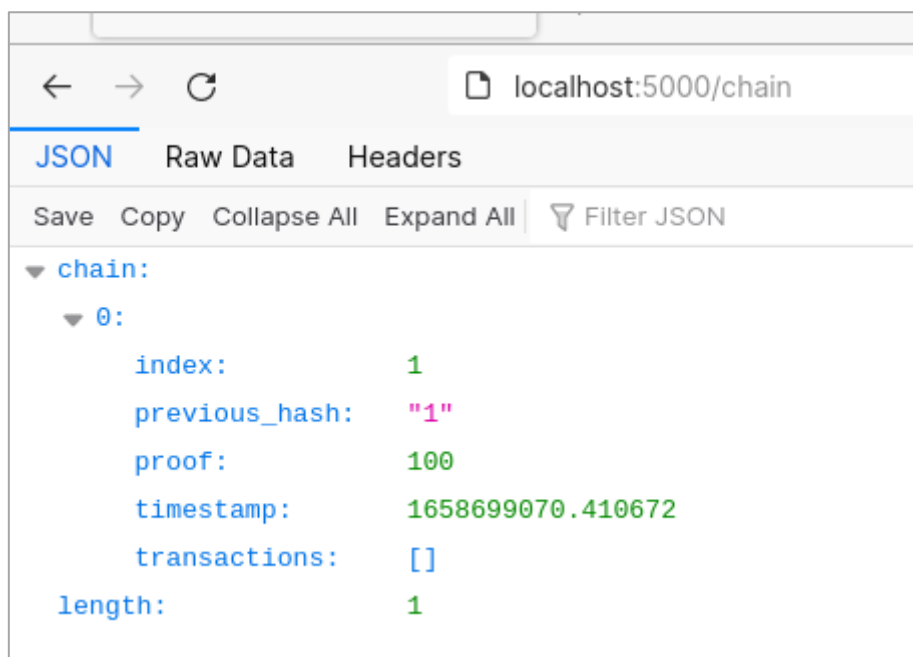 localhost:5000/chain
JSON Raw Data Headers
Save Copy Collapse All Expand All Filter JSON
chain:
0:
index: 1
previous_hash: "1"
proof: 100
timestamp: 1658699070.410672
transactions: []
length: 1